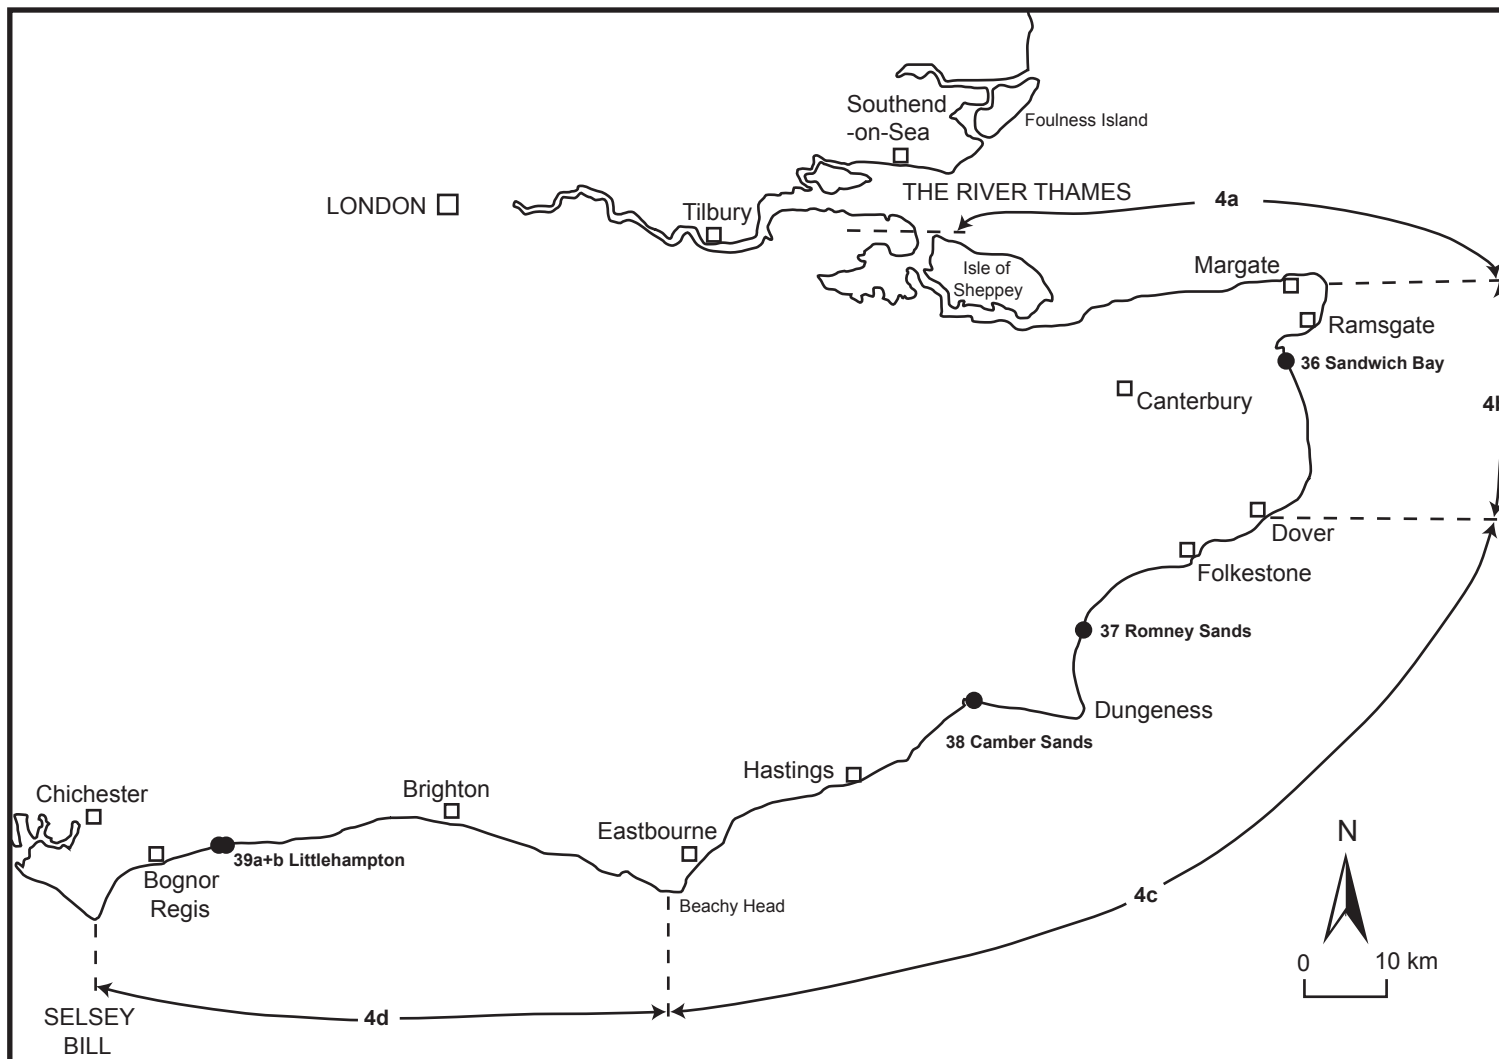 Southend
-on-Sea
Foulness Island
THE RIVER THAMES
LONDON
Tilbury
4a
Isle of
Sheppey
Margate
Ramsgate
36 Sandwich Bay
Canterbury
Dover
Folkestone
37 Romney Sands
Dungeness
38 Camber Sands
Hastings
Chichester
Brighton
Eastbourne
39a+b Littlehampton
Bognor
Regis
Beachy Head
4c
N
0 10 km
SELSEY
BILL
4d